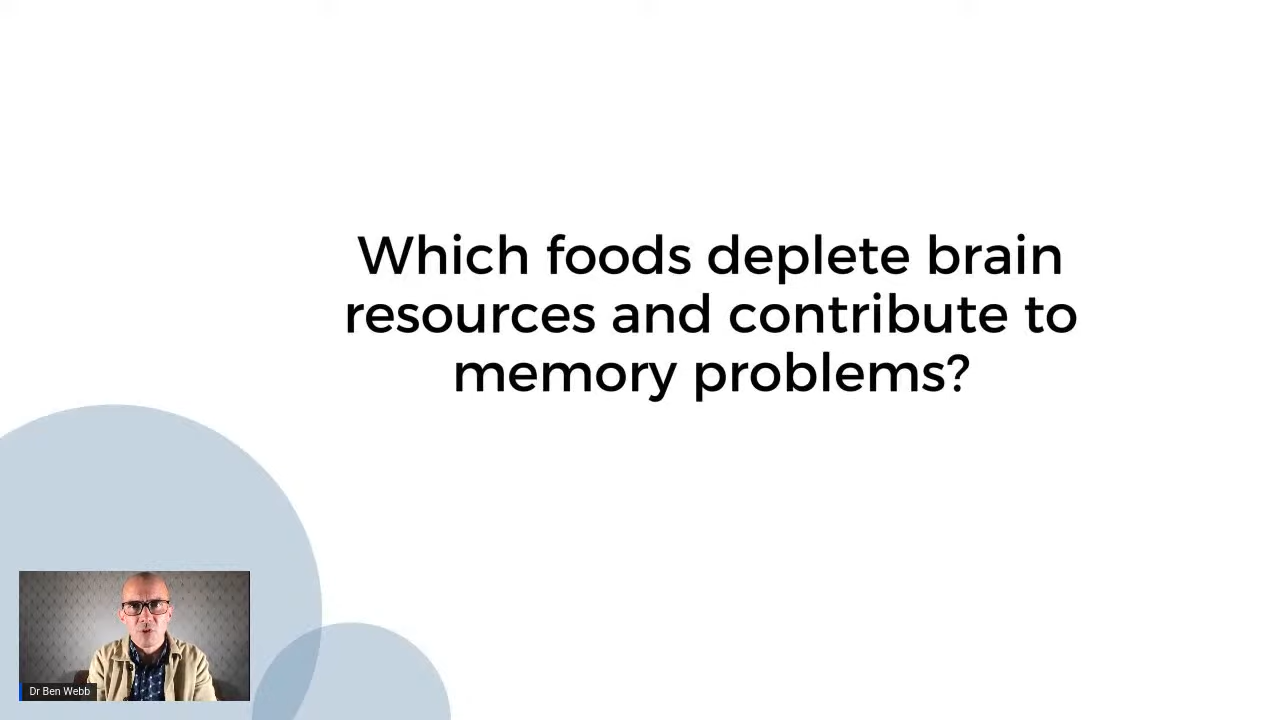 Which foods deplete brain
resources and contribute to
memory problems?
Dr Ben Webb